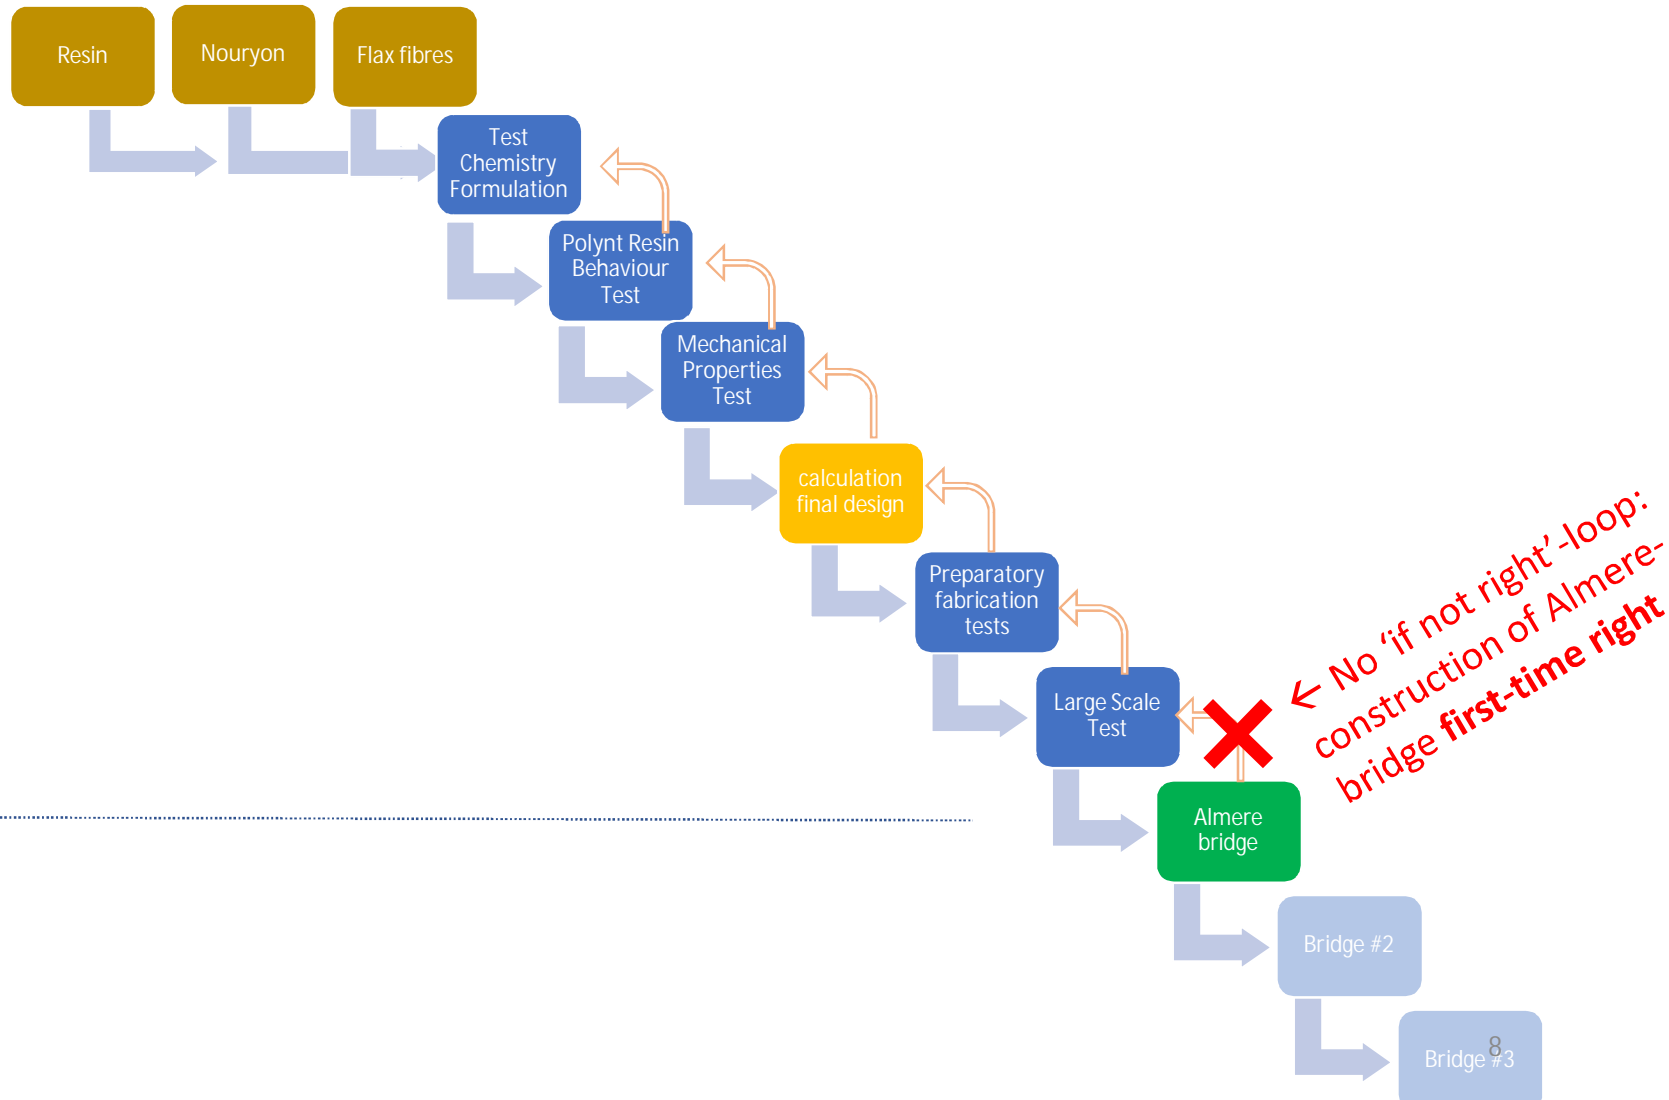 Resin
Nouryon
Flax fibres
Test
Chemistry
Formulation
Polynt Resin
Behaviour
Test
Mechanical
Properties
Test
calculation
final design
Preparatory
fabrication
tests
Large Scale
Test
← No ‘if not right’-loop:
construction of Almere-
bridge first-time right
Almere
bridge
Bridge #2
Bridge #3
8